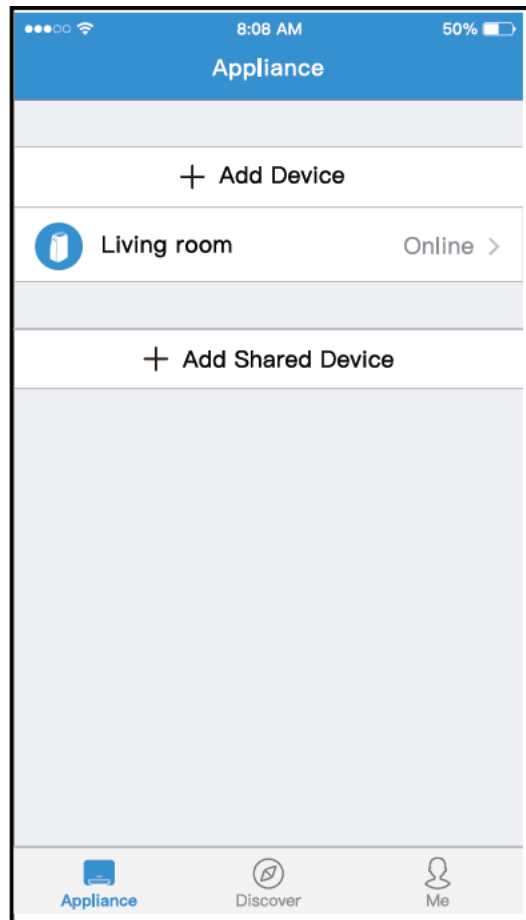 8:08 AM 50%
Appliance
+ Add Device
Living room Online >
+ Add Shared Device
Appliance Discover Me